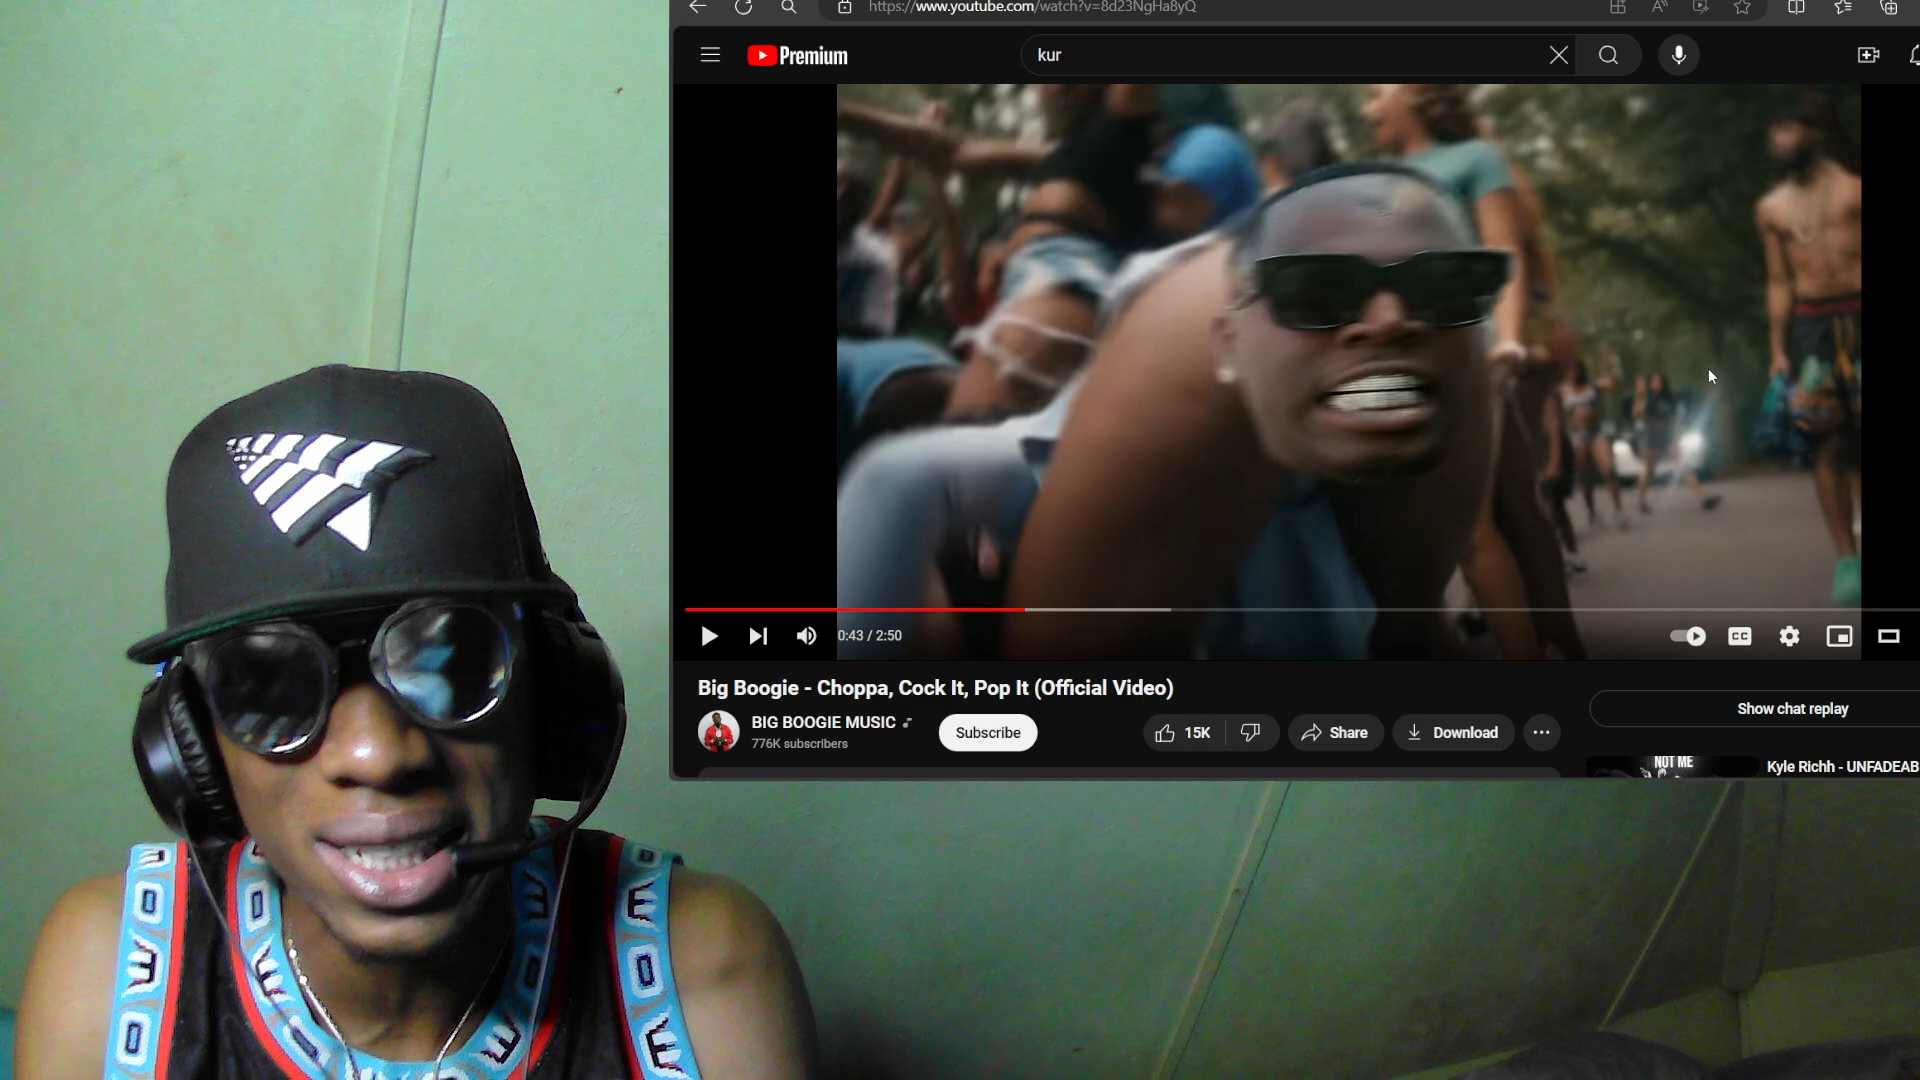 https://www.youtube.com/watch?v=8d23NgHa8yQ
Premium
kur
0:43 / 2:50
CC
Big Boogie - Choppa, Cock It, Pop It (Official Video)
BIG BOOGIE MUSIC
776K subscribers
Subscribe
15K
Share
Download
Show chat replay
NOT ME
Kyle Richh - UNFADEAB